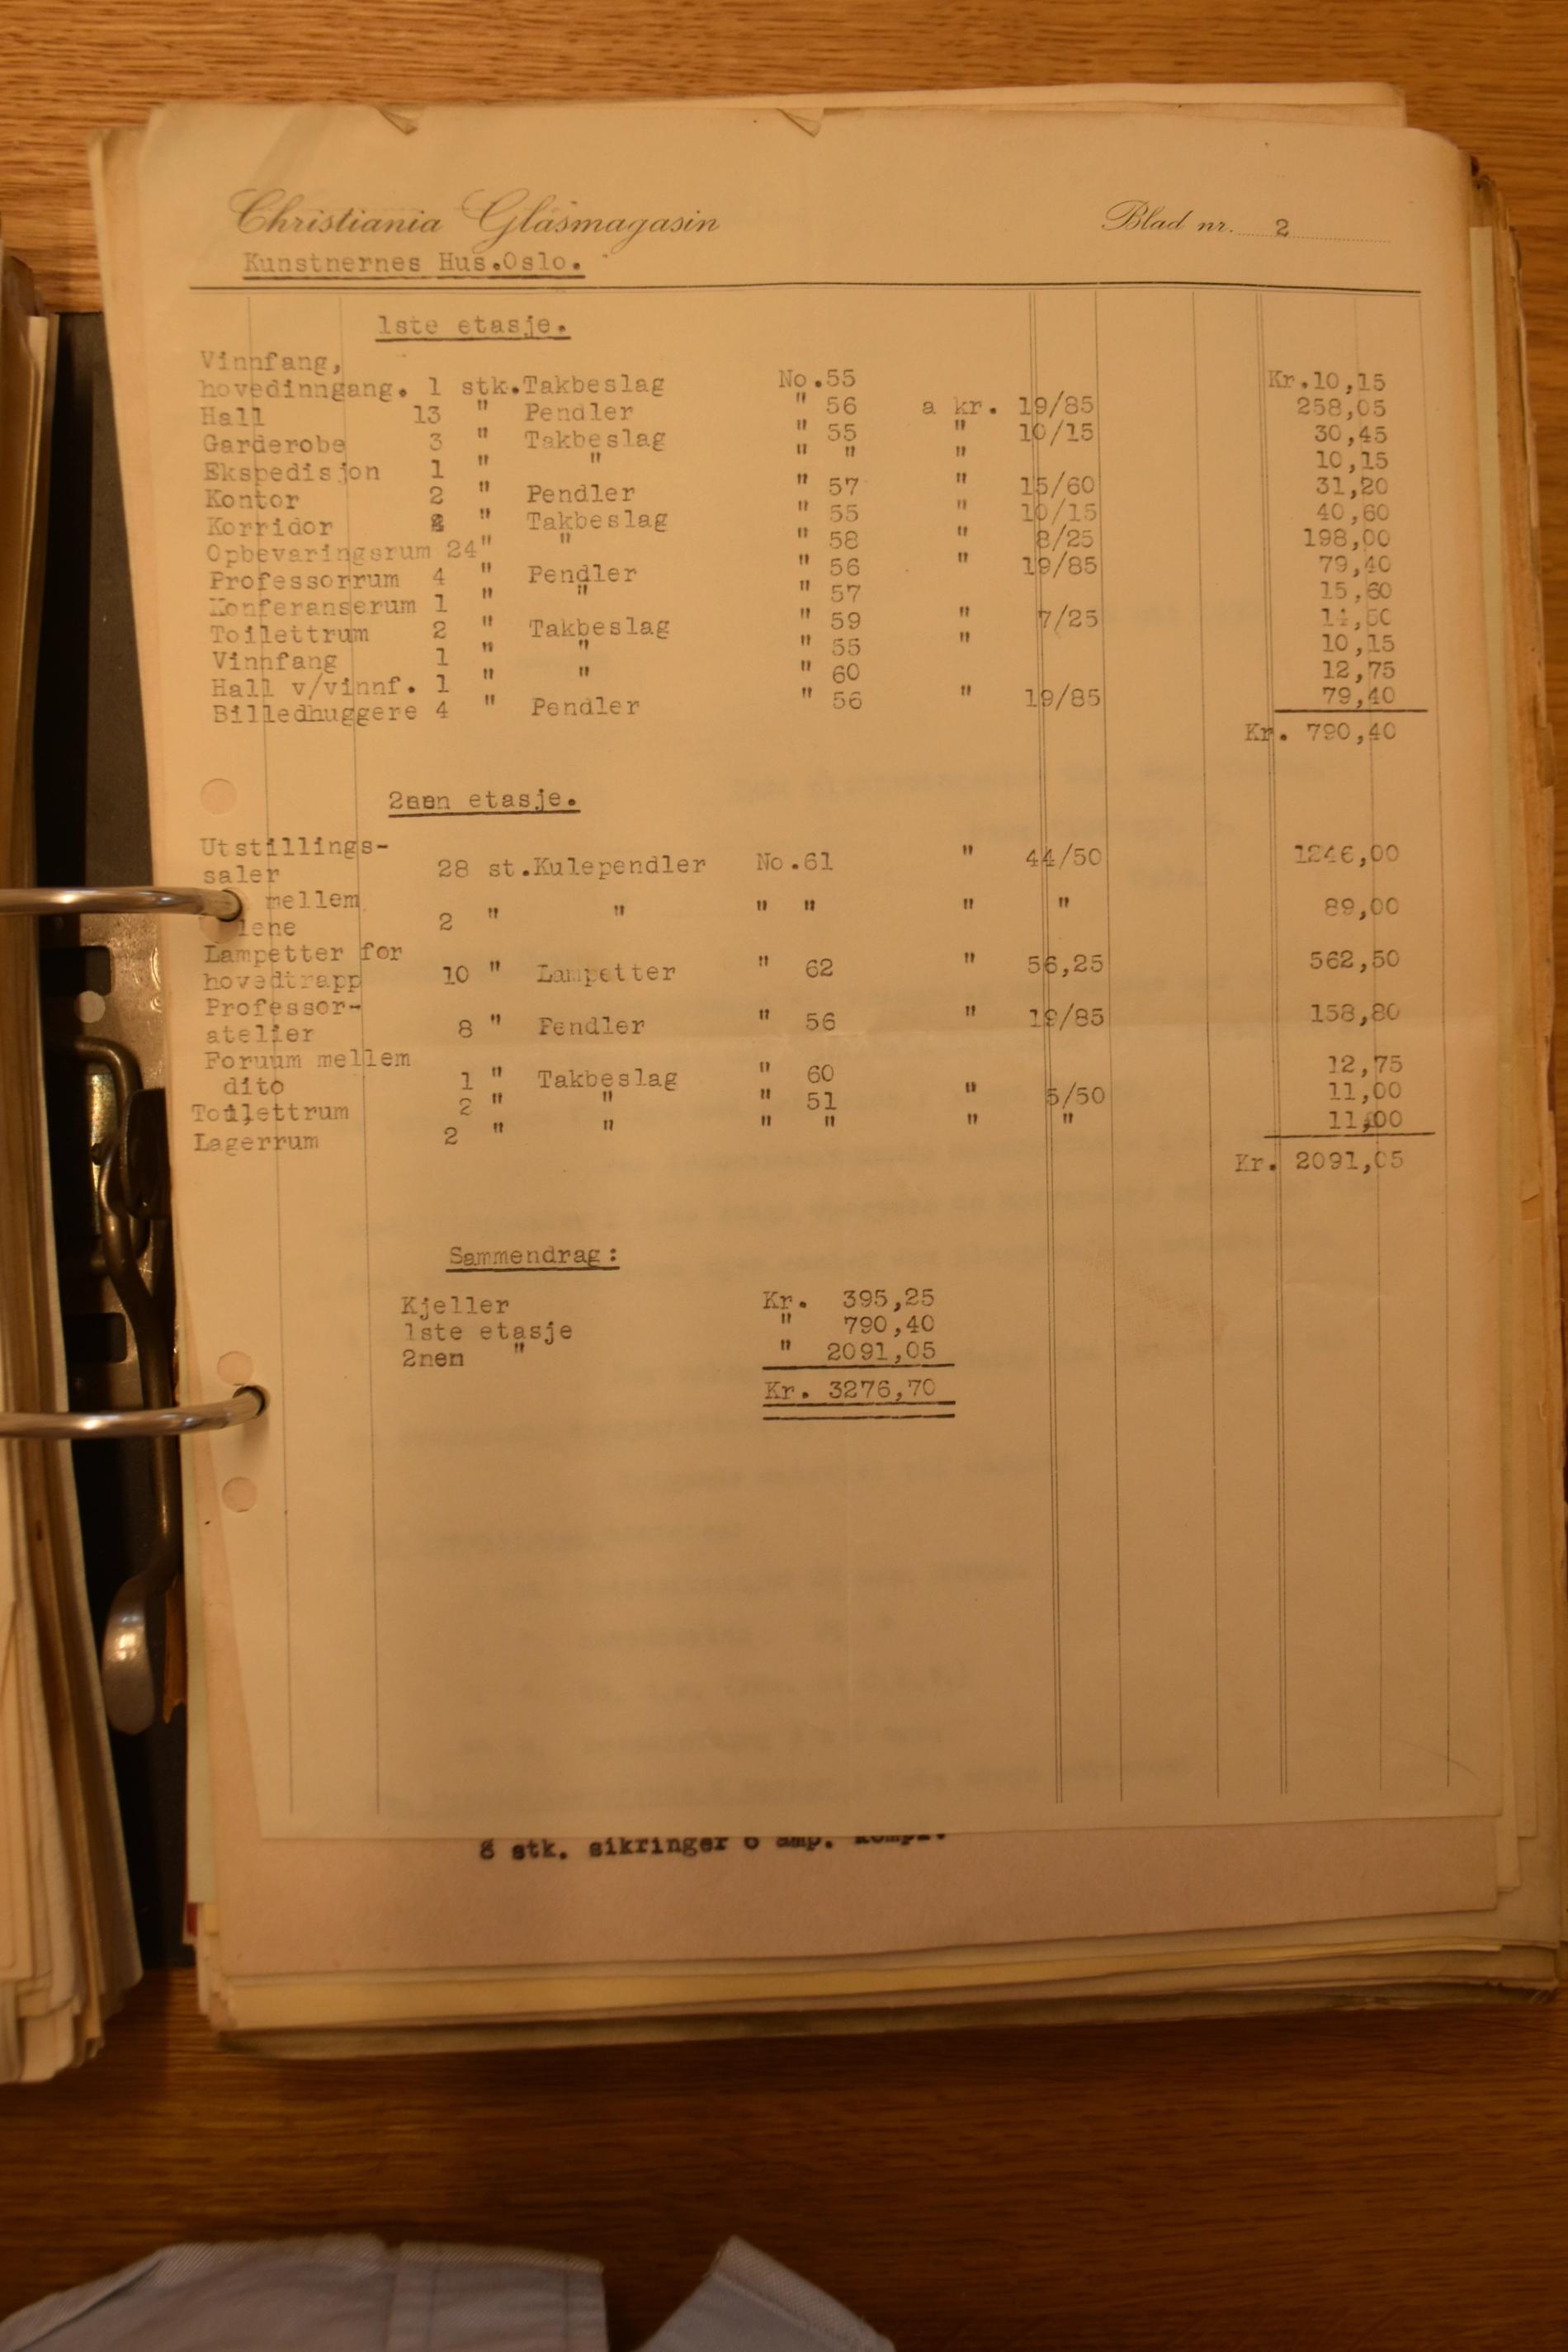 Christiania Glasmagasin Blad nr. 2
Kunstnernes Hus.Oslo.
1ste etasje.
Vinnfang,
hovedinngang. 1 stk.Takbeslag No.55 Kr.10,15
Hall 13 " Pendler " 56 a kr. 19/85 258,05
Garderobe 3 " Takbeslag " 55 " 10/15 30,45
Ekspedisjon 1 " " " " " 10,15
Kontor 2 " Pendler " 57 " 15/60 31,20
Korridor " Takbeslag " 55 " 10/15 40,60
Opbevaringsrum 24" " " 58 " 8/25 198,00
Professorrum 4 " Pendler " 56 " 19/85 79,40
Konferanserum 1 " " " 57 15,60
Toilettrum 2 " Takbeslag " 59 " 7/25 14,50
Vinnfang 1 " " " 55 " 10,15
Hall v/vinnf. 1 " " " 60 12,75
Billedhuggere 4 " Pendler " 56 " 19/85 79,40
Kr. 790,40
2nen etasje.
Utstillings-
saler 28 st.Kulependler No.61 " 44/50 1246,00
mellem
lene 2 " " " " " " 89,00
Lampetter for
hovedtrapp 10 " Lampetter " 62 " 56,25 562,50
Professor-
atelier 8 " Pendler " 56 " 19/85 158,80
Foruum mellem
dito 1 " Takbeslag " 60 12,75
Toilettrum 2 " " " 51 " 5/50 11,00
Lagerrum 2 " " " " " " 11,00
Kr. 2091,05
Sammendrag:
Kjeller Kr. 395,25
1ste etasje " 790,40
2nen " " 2091,05
Kr. 3276,70
8 stk. sikringer 6 amp. kompl.